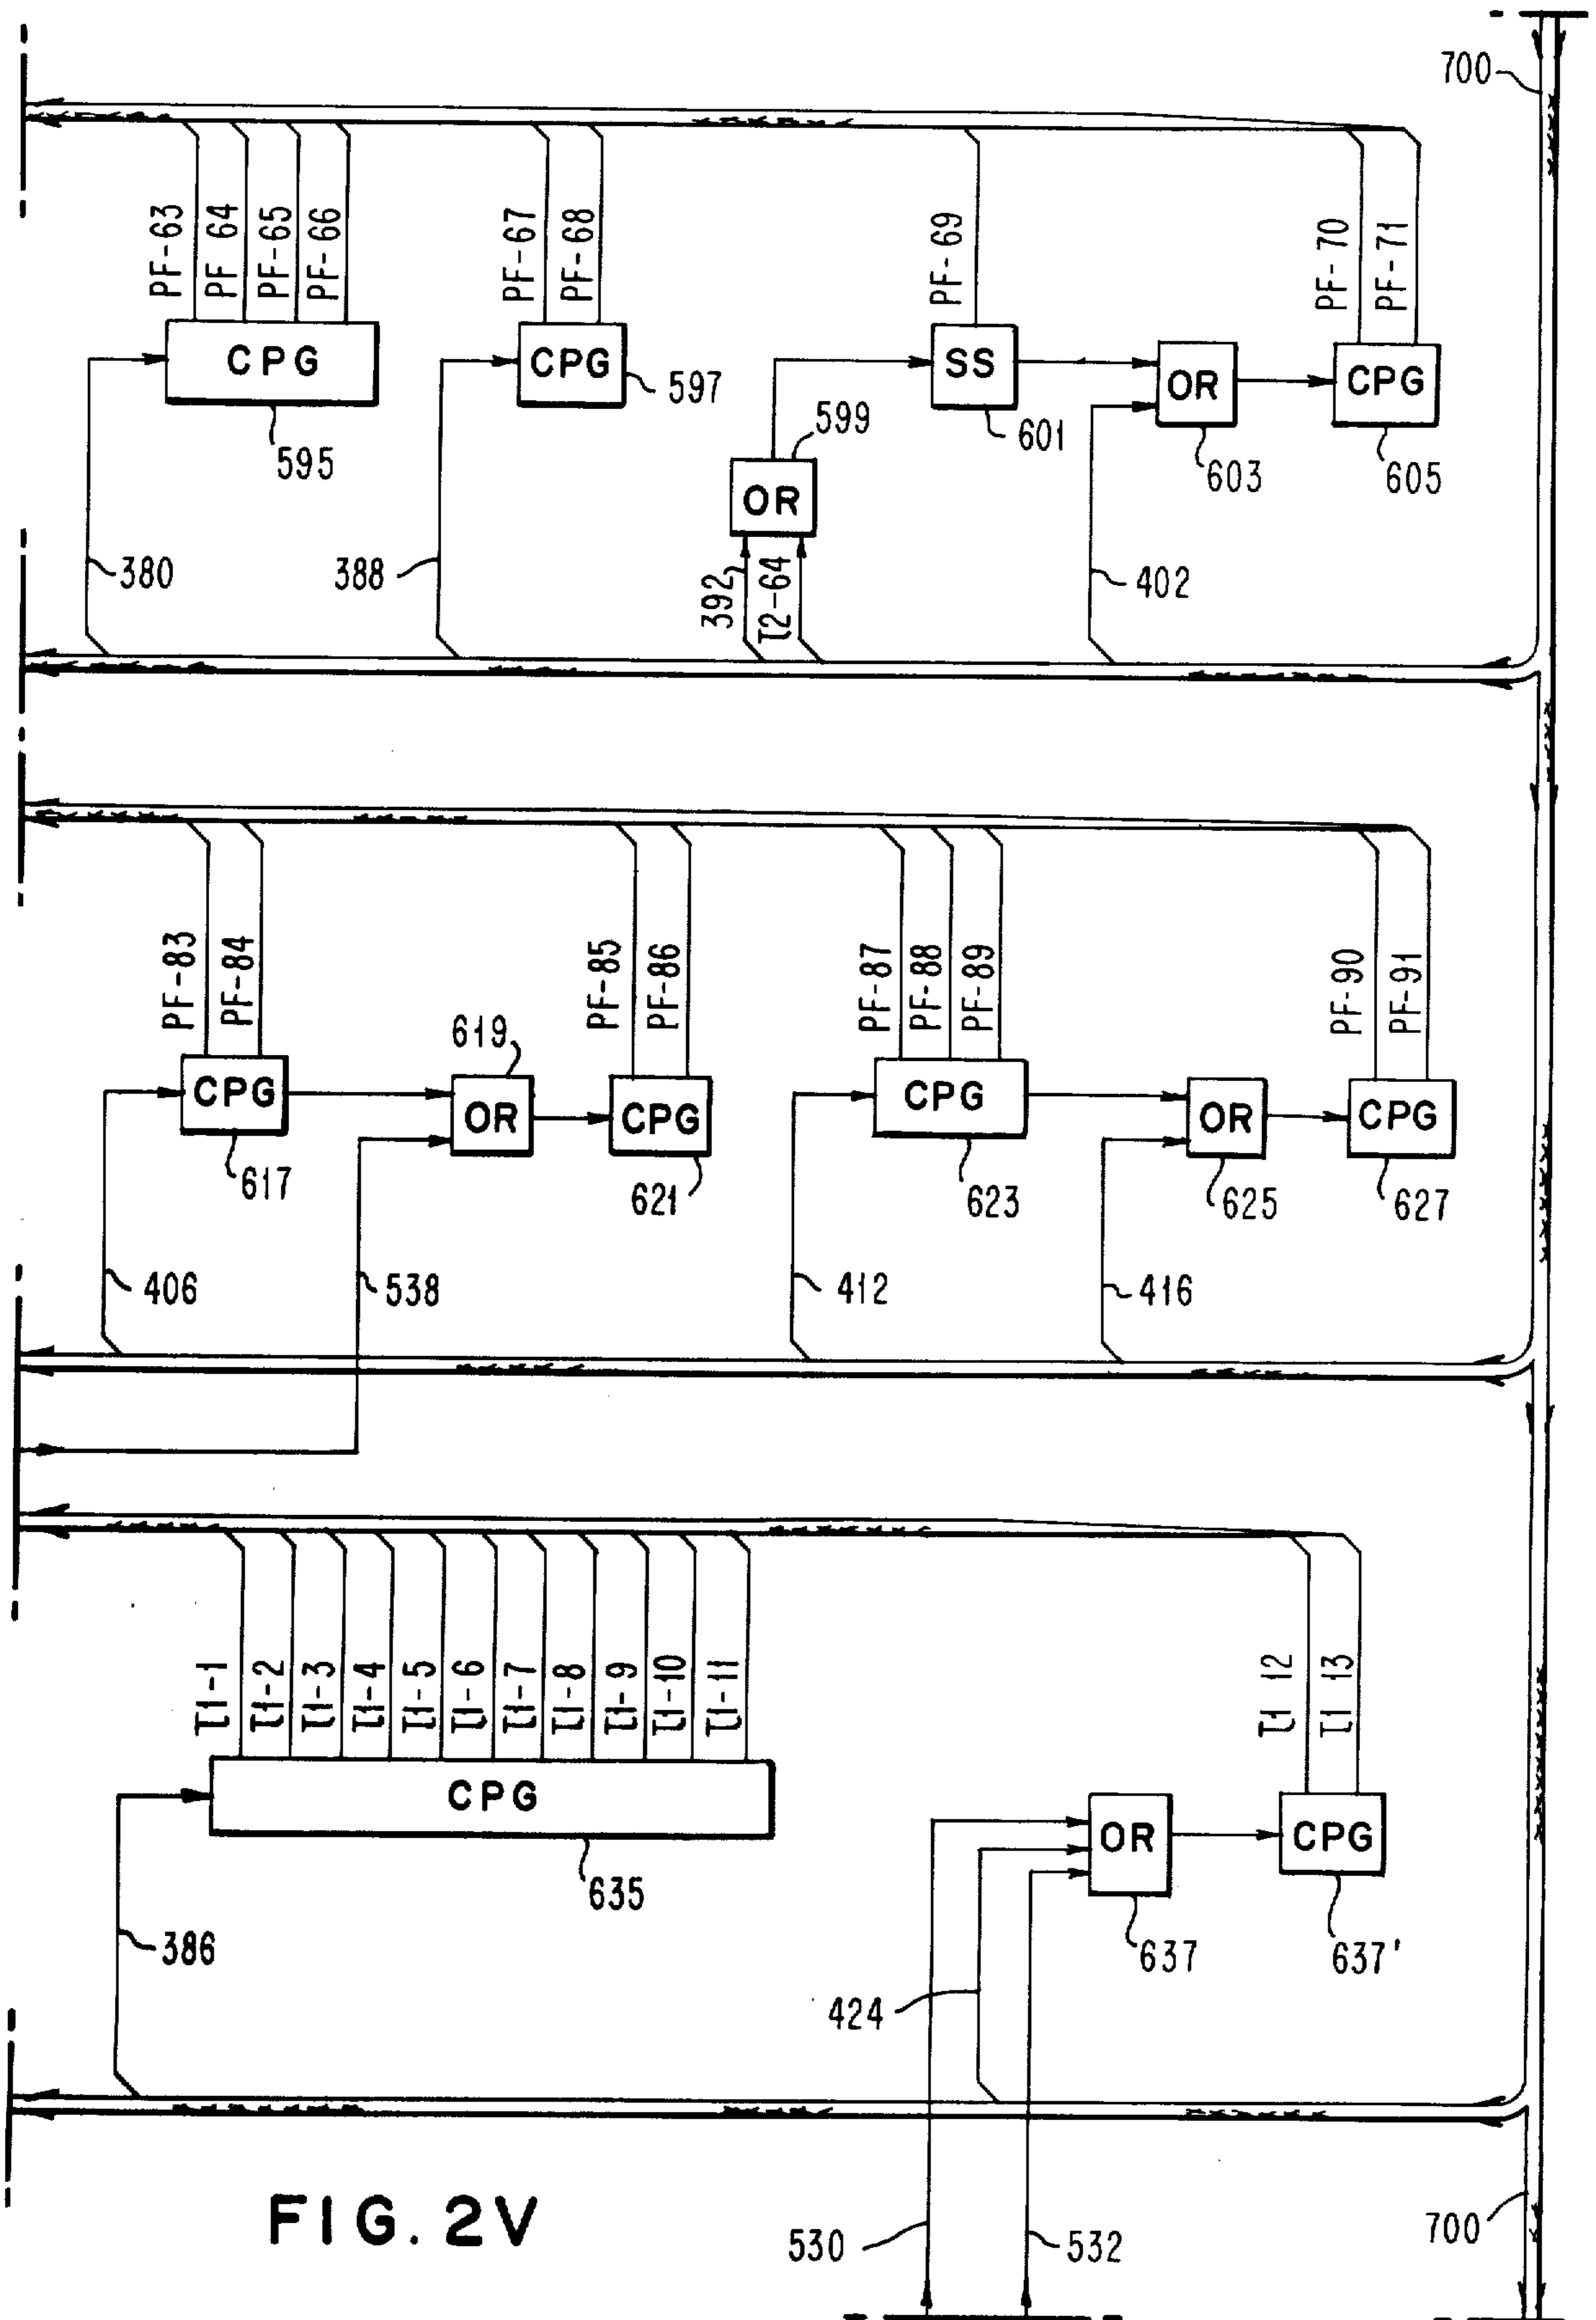 700
PF-63
PF 64
PF-65
PF-66
PF-67
PF-68
PF-69
PF-70
PF-71
CPG
595
CPG
597
OR
599
SS
601
OR
603
CPG
605
380
388
392
T2-64
402
PF-83
PF-84
PF-85
PF-86
PF-87
PF-88
PF-89
PF-90
PF-91
CPG
617
619
OR
CPG
621
CPG
623
OR
625
CPG
627
406
538
412
416
T1-1
T1-2
T1-3
T1-4
T1-5
T1-6
T1-7
T1-8
T1-9
T1-10
T1-11
T1 12
T1 13
CPG
635
OR
637
CPG
637'
386
424
530
532
700
FIG. 2V